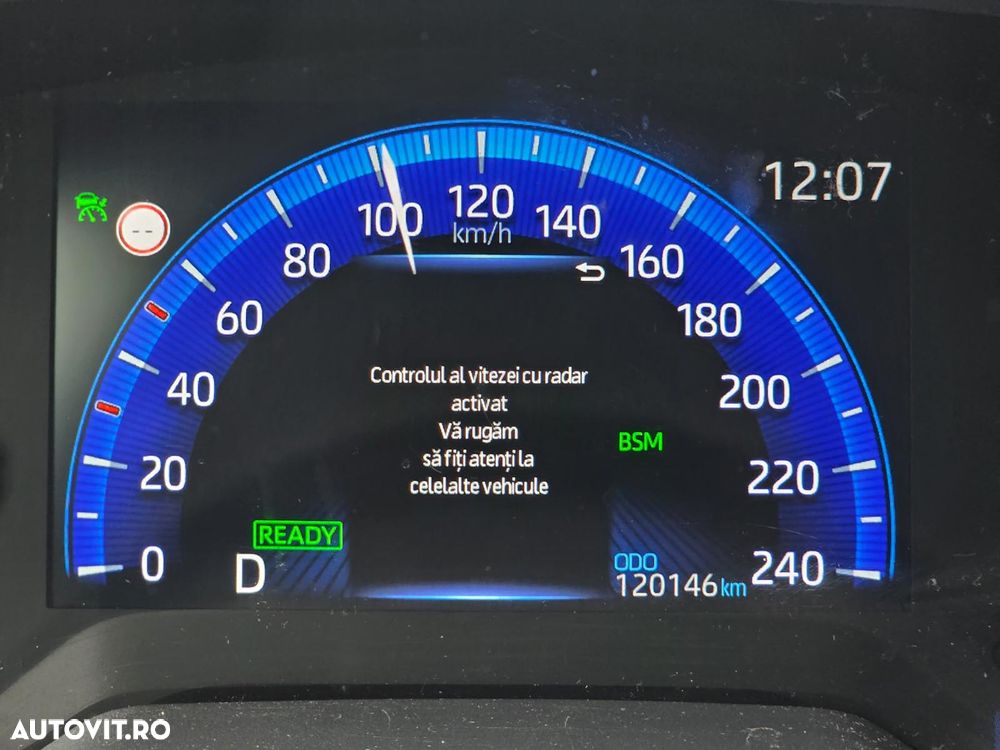 12:07
--
0
20
40
60
80
100
120
km/h
140
160
180
200
220
240
Controlul al vitezei cu radar
activat
Vă rugăm
să fiți atenți la
celelalte vehicule
BSM
READY
D
ODO
120146 km
AUTOVIT.RO